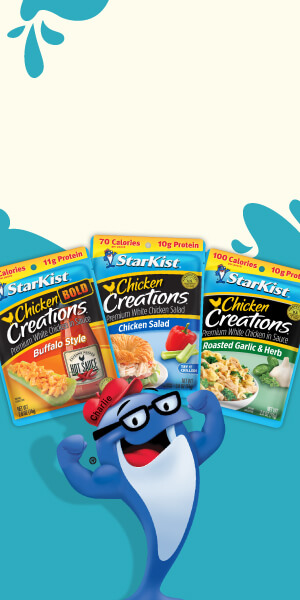 70 Calories
10g Protein
StarKist
Chicken
Creations
Premium White Chicken Salad
Chicken Salad
Calories
11g Protein
StarKist
Chicken BOLD
Creations
Premium White Chicken in Sauce
Buffalo Style
HOT SAUCE
100 Calories
10g Pro
StarKist
Chicken
Creations
Premium White Chicken in Sauce
Roasted Garlic & Herb
Charlie
®